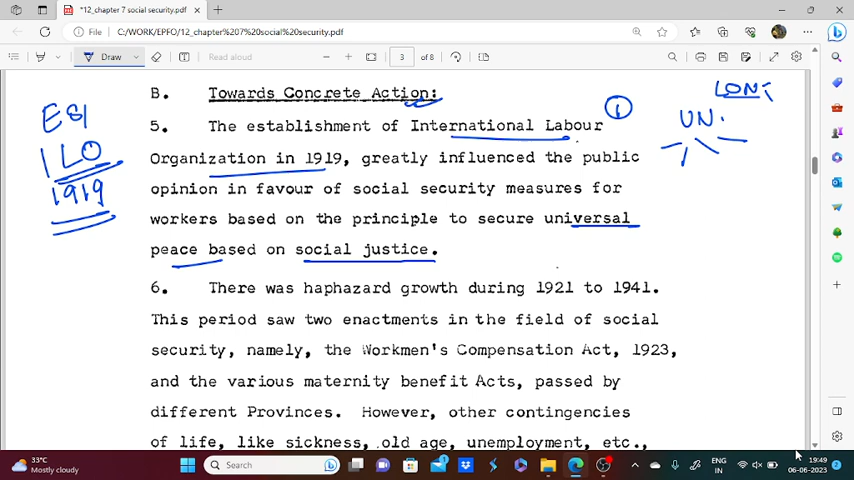 *12_chapter 7 social security.pdf
File
C:/WORK/EPFO/12_chapter%207%20social%20security.pdf
Draw
Read aloud
3
of 8
B. Towards Concrete Action:
5. The establishment of International Labour
Organization in 1919, greatly influenced the public
opinion in favour of social security measures for
workers based on the principle to secure universal
peace based on social justice.
6. There was haphazard growth during 1921 to 1941.
This period saw two enactments in the field of social
security, namely, the Workmen's Compensation Act, 1923,
and the various maternity benefit Acts, passed by
different Provinces. However, other contingencies
of life, like sickness, old age, unemployment, etc.,
ESI
ILO
1919
1
UN.
33°C
Mostly cloudy
Search
ENG
IN
19:49
06-06-2023